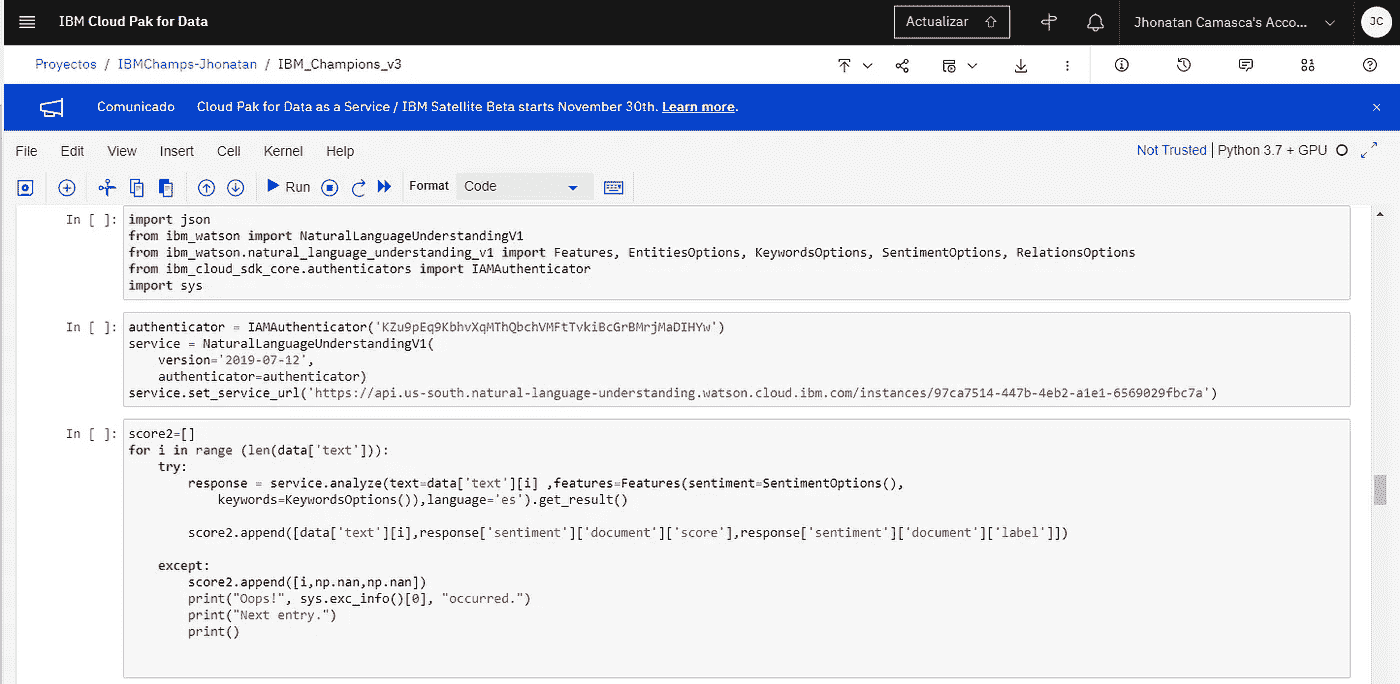 IBM Cloud Pak for Data
Actualizar
Jhonatan Camasca's Acco...
JC
Proyectos / IBMChamps-Jhonatan / IBM_Champions_v3
Comunicado Cloud Pak for Data as a Service / IBM Satellite Beta starts November 30th. Learn more.
File Edit View Insert Cell Kernel Help
Not Trusted | Python 3.7 + GPU
Run
Format
Code
In [ ]: import json
from ibm_watson import NaturalLanguageUnderstandingV1
from ibm_watson.natural_language_understanding_v1 import Features, EntitiesOptions, KeywordsOptions, SentimentOptions, RelationsOptions
from ibm_cloud_sdk_core.authenticators import IAMAuthenticator
import sys
In [ ]: authenticator = IAMAuthenticator('KZu9pEq9KbhvXqMThQbchVMFtTvkiBcGrBMrjMaDIHYw')
service = NaturalLanguageUnderstandingV1(
    version='2019-07-12',
    authenticator=authenticator)
service.set_service_url('https://api.us-south.natural-language-understanding.watson.cloud.ibm.com/instances/97ca7514-447b-4eb2-a1e1-6569029fbc7a')
In [ ]: score2=[]
for i in range (len(data['text'])):
    try:
        response = service.analyze(text=data['text'][i] ,features=Features(sentiment=SentimentOptions(),
            keywords=KeywordsOptions()),language='es').get_result()
        score2.append([data['text'][i],response['sentiment']['document']['score'],response['sentiment']['document']['label']])
    except:
        score2.append([i,np.nan,np.nan])
        print("Oops!", sys.exc_info()[0], "occurred.")
        print("Next entry.")
        print()